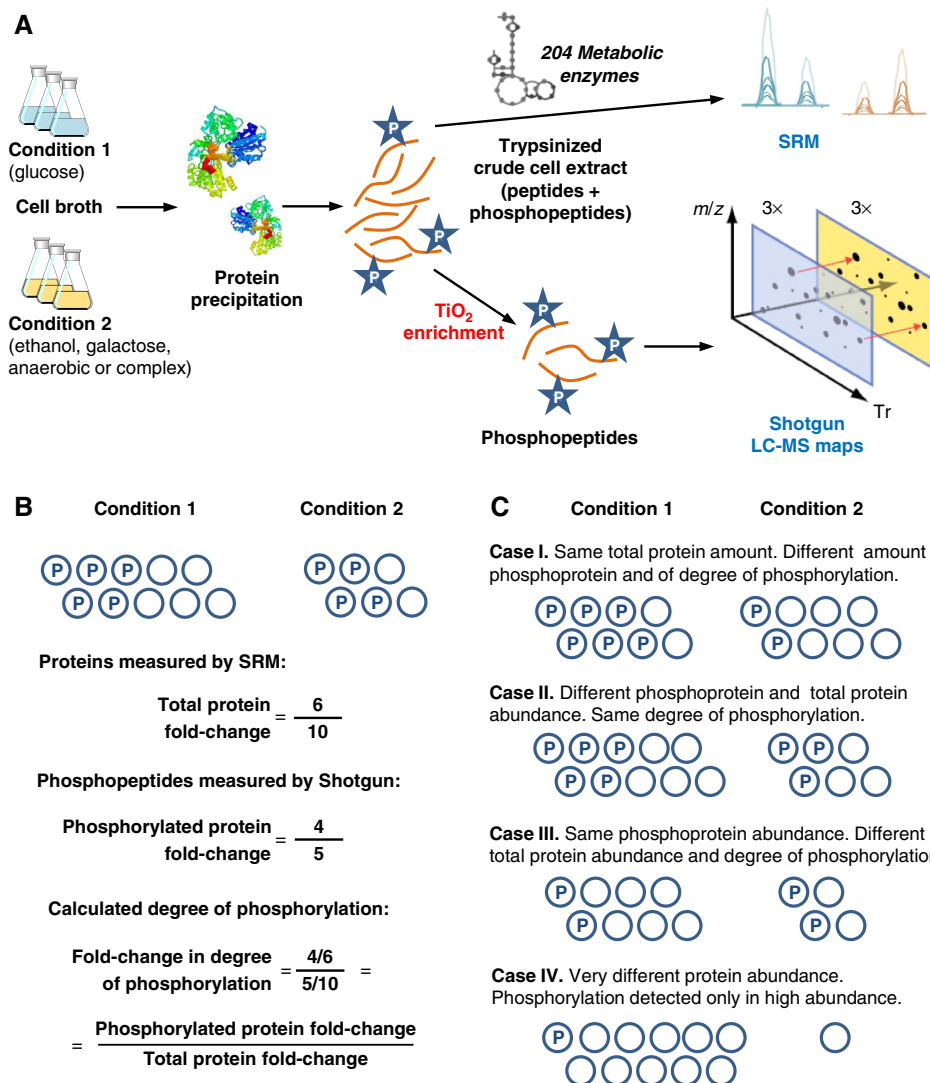 A
204 Metabolic
enzymes
Condition 1
(glucose)
Cell broth
Condition 2
(ethanol, galactose,
anaerobic or complex)
Protein
precipitation
P
P
P
Trypsinized
crude cell extract
(peptides +
phosphopeptides)
SRM
TiO2
enrichment
P
P
P
Phosphopeptides
m/z
3×
3×
Tr
Shotgun
LC-MS maps
B
Condition 1
Condition 2
P P P
P P
P P
P P
Proteins measured by SRM:
Total protein
fold-change
=
6
10
Phosphopeptides measured by Shotgun:
Phosphorylated protein
fold-change
=
4
5
Calculated degree of phosphorylation:
Fold-change in degree
of phosphorylation
=
4/6
5/10
=
=
Phosphorylated protein fold-change
Total protein fold-change
C
Condition 1
Condition 2
Case I. Same total protein amount. Different amount
phosphoprotein and of degree of phosphorylation.
P P P
P P P
P
P
Case II. Different phosphoprotein and total protein
abundance. Same degree of phosphorylation.
P P P
P P
P P
P
Case III. Same phosphoprotein abundance. Different
total protein abundance and degree of phosphorylatio
P
P
P
P
Case IV. Very different protein abundance.
Phosphorylation detected only in high abundance.
P